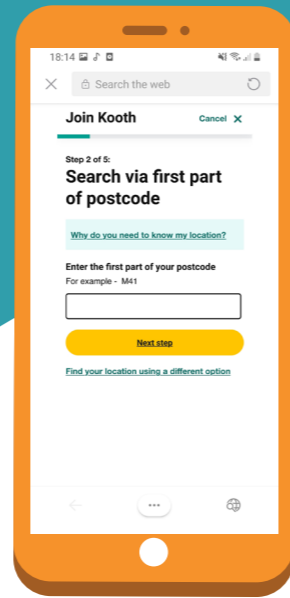 18:14
Search the web
Join Kooth
Cancel X
Step 2 of 5:
Search via first part
of postcode
Why do you need to know my location?
Enter the first part of your postcode
For example - M41
Next step
Find your location using a different option